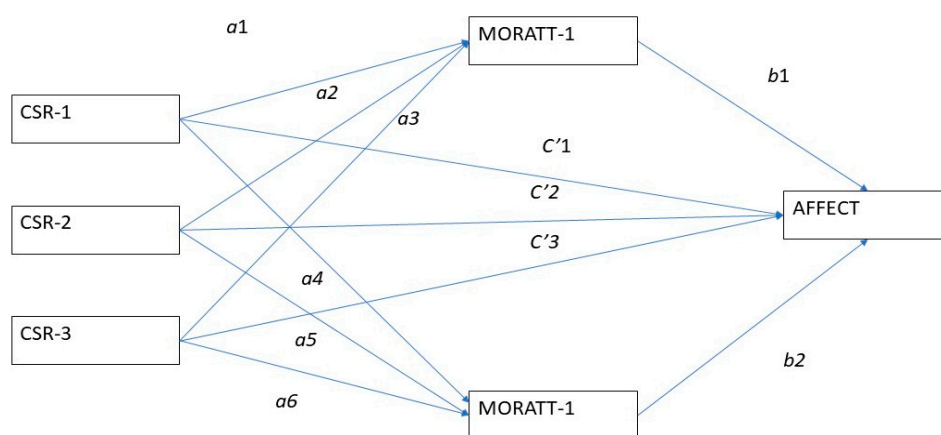 a1
MORATT-1
b1
a2
CSR-1
a3
C'1
C'2
CSR-2
AFFECT
C'3
a4
CSR-3
a5
b2
a6
MORATT-1